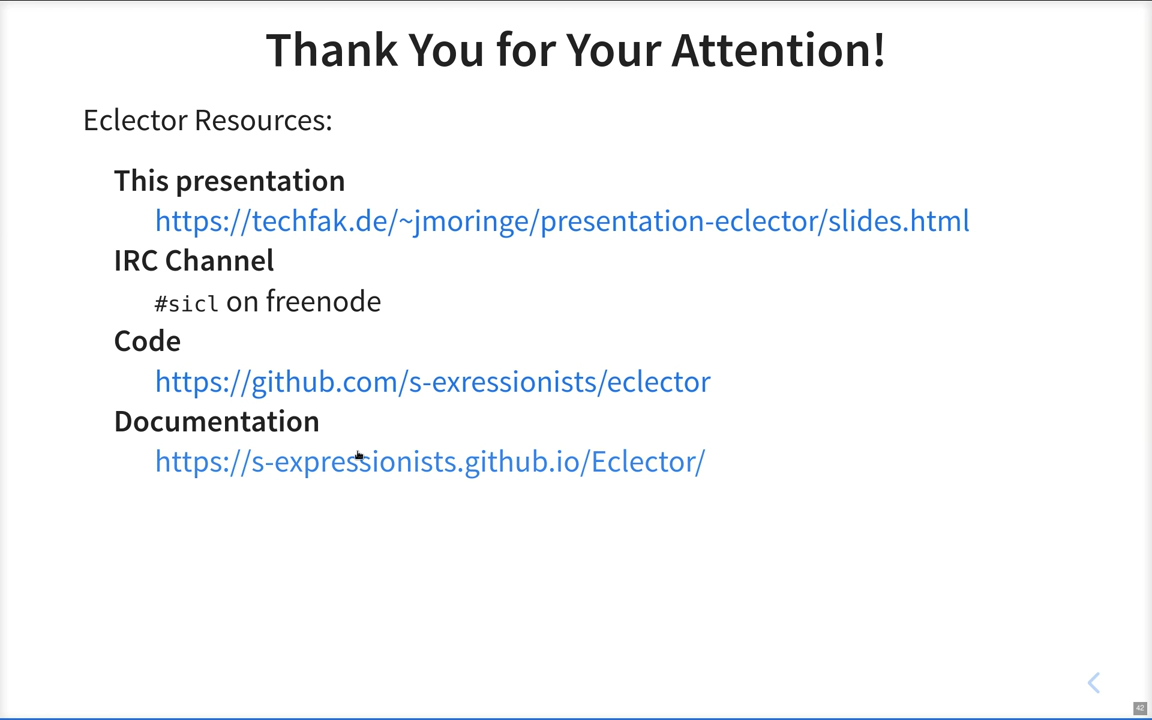 Thank You for Your Attention!
Eclector Resources:
This presentation
https://techfak.de/~jmoringe/presentation-eclector/slides.html
IRC Channel
#sicl on freenode
Code
https://github.com/s-exressionists/eclector
Documentation
https://s-expressionists.github.io/Eclector/
42